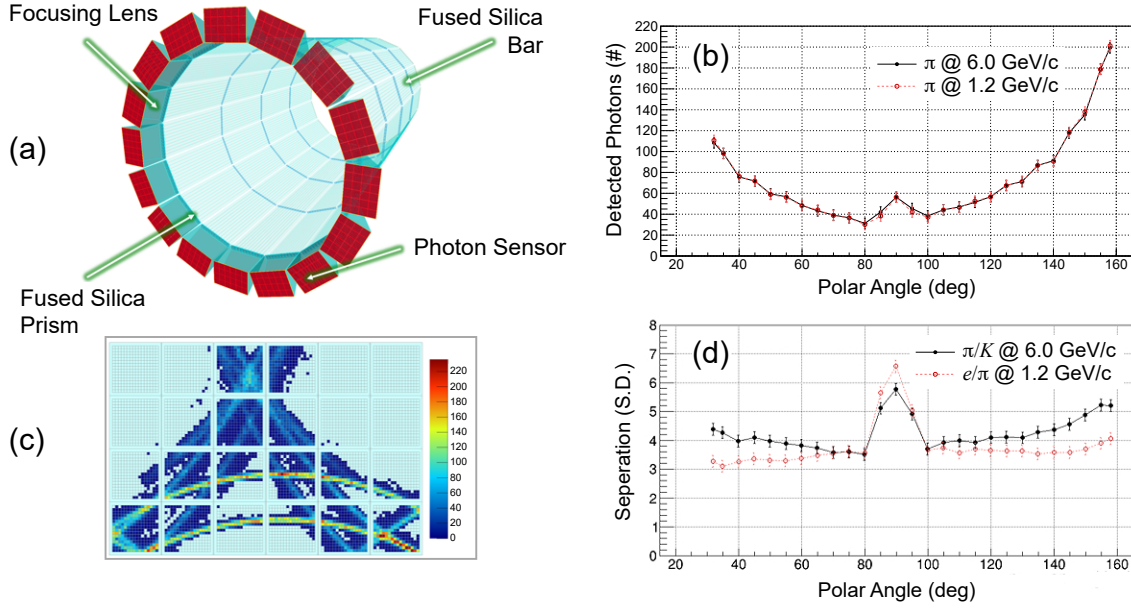 Focusing Lens
Fused Silica
Bar
(a)
Photon Sensor
Fused Silica
Prism
(b)
π @ 6.0 GeV/c
π @ 1.2 GeV/c
Detected Photons (#)
220
200
180
160
140
120
100
80
60
40
20
0
20 40 60 80 100 120 140 160
Polar Angle (deg)
(c)
220
200
180
160
140
120
100
80
60
40
20
0
(d)
π/K @ 6.0 GeV/c
e/π @ 1.2 GeV/c
Seperation (S.D.)
8
7
6
5
4
3
2
1
0
20 40 60 80 100 120 140 160
Polar Angle (deg)